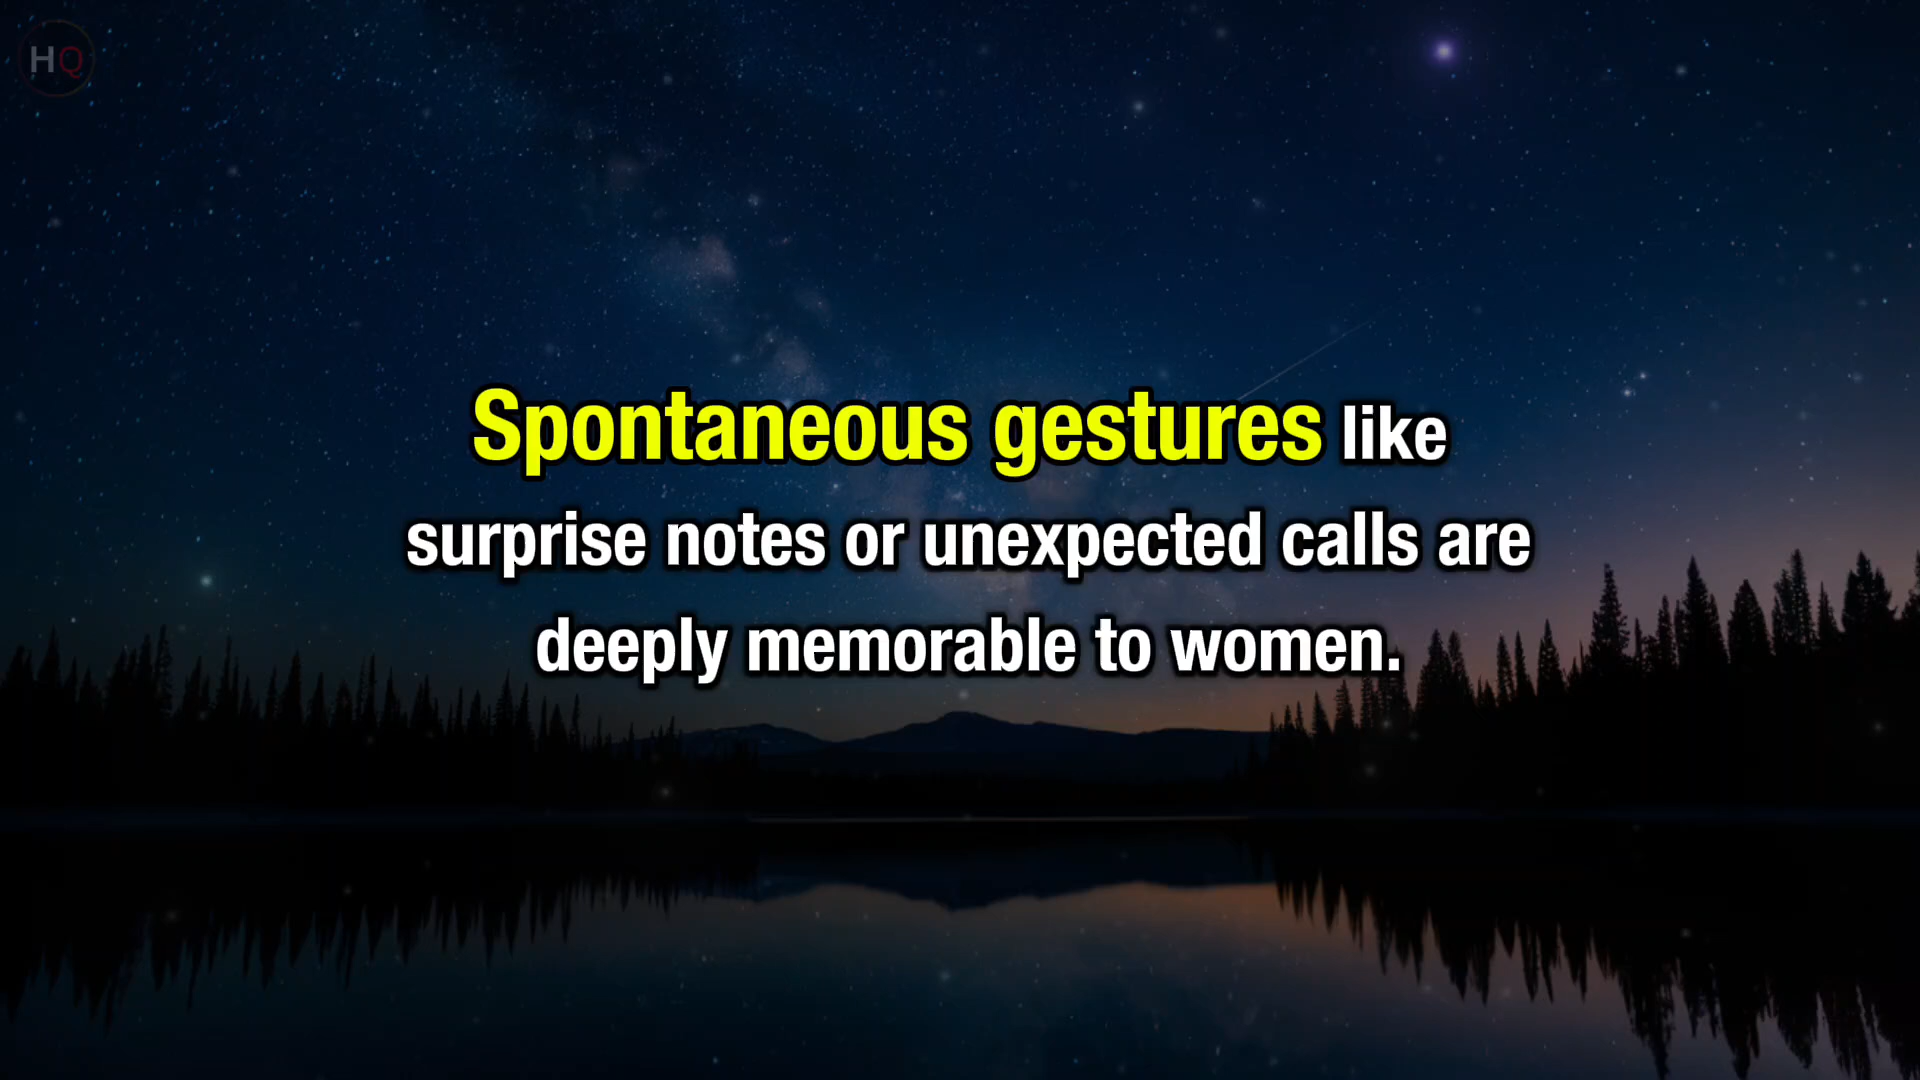 HQ
Spontaneous gestures like
surprise notes or unexpected calls are
deeply memorable to women.